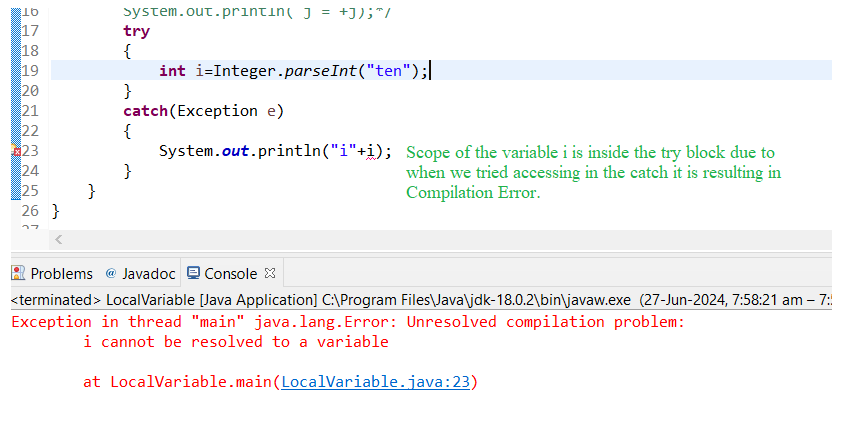 16 System.out.println( j = +j);*/
17 try
18 {
19 int i=Integer.parseInt("ten");
20 }
21 catch(Exception e)
22 {
23 System.out.println("i"+i); Scope of the variable i is inside the try block due to
24 } when we tried accessing in the catch it is resulting in
25 } Compilation Error.
26 }
27
Problems @ Javadoc Console
<terminated> LocalVariable [Java Application] C:\Program Files\Java\jdk-18.0.2\bin\javaw.exe (27-Jun-2024, 7:58:21 am – 7:5
Exception in thread "main" java.lang.Error: Unresolved compilation problem:
i cannot be resolved to a variable
at LocalVariable.main(LocalVariable.java:23)